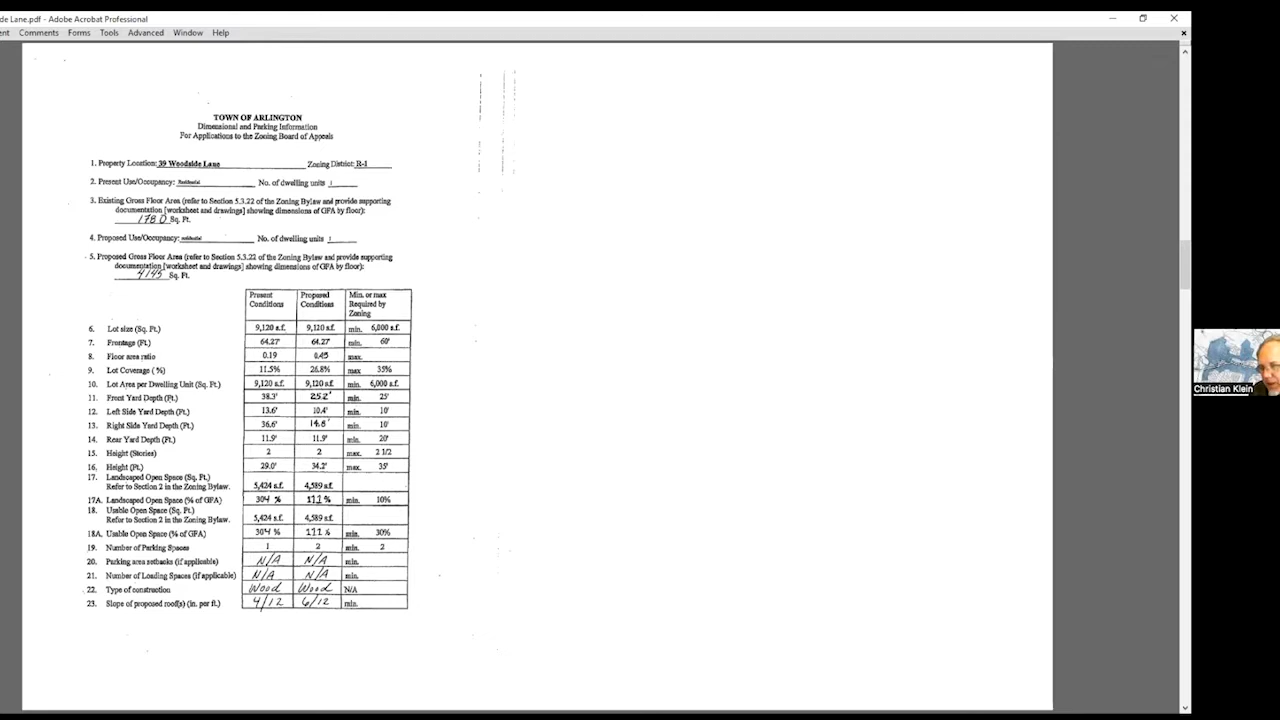 de Lane.pdf - Adobe Acrobat Professional
ent Comments Forms Tools Advanced Window Help
TOWN OF ARLINGTON
Dimensional and Parking Information
For Applications to the Zoning Board of Appeals
1. Property Location: 39 Woodside Lane Zoning District: R-1
2. Present Use/Occupancy: Residential No. of dwelling units 1
3. Existing Gross Floor Area (refer to Section 5.3.22 of the Zoning Bylaw and provide supporting
documentation [worksheet and drawings] showing dimensions of GFA by floor):
1780 Sq. Ft.
4. Proposed Use/Occupancy: residential No. of dwelling units 1
5. Proposed Gross Floor Area (refer to Section 5.3.22 of the Zoning Bylaw and provide supporting
documentation [worksheet and drawings] showing dimensions of GFA by floor):
4145 Sq. Ft.
Present Conditions Proposed Conditions Min. or max Required by Zoning
6. Lot size (Sq. Ft.) 9,120 s.f. 9,120 s.f. min. 6,000 s.f.
7. Frontage (Ft.) 64.27' 64.27' min. 60'
8. Floor area ratio 0.19 0.45 max.
9. Lot Coverage (%) 11.5% 26.8% max 35%
10. Lot Area per Dwelling Unit (Sq. Ft.) 9,120 s.f. 9,120 s.f. min. 6,000 s.f.
11. Front Yard Depth (Ft.) 38.3' 25.2' min. 25'
12. Left Side Yard Depth (Ft.) 13.6' 10.4' min. 10'
13. Right Side Yard Depth (Ft.) 36.6' 14.8' min. 10'
14. Rear Yard Depth (Ft.) 11.9' 11.9' min. 20'
15. Height (Stories) 2 2 max. 2 1/2
16. Height (Ft.) 29.0' 34.2' max. 35'
17. Landscaped Open Space (Sq. Ft.)
Refer to Section 2 in the Zoning Bylaw. 5,424 s.f. 4,589 s.f.
17A. Landscaped Open Space (% of GFA) 304 % 111 % min. 10%
18. Usable Open Space (Sq. Ft.)
Refer to Section 2 in the Zoning Bylaw. 5,424 s.f. 4,589 s.f.
18A. Usable Open Space (% of GFA) 304 % 111 % min. 30%
19. Number of Parking Spaces 1 2 min. 2
20. Parking area setbacks (if applicable) N/A N/A min.
21. Number of Loading Spaces (if applicable) N/A N/A min.
22. Type of construction Wood Wood N/A
23. Slope of proposed roof(s) (in. per ft.) 4/12 6/12 min.
Christian Klein